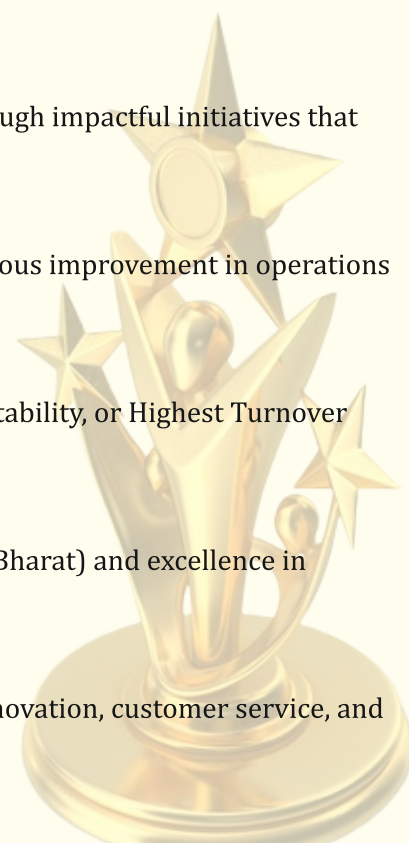 ugh impactful initiatives that
ous improvement in operations
tability, or Highest Turnover
Bharat) and excellence in
novation, customer service, and